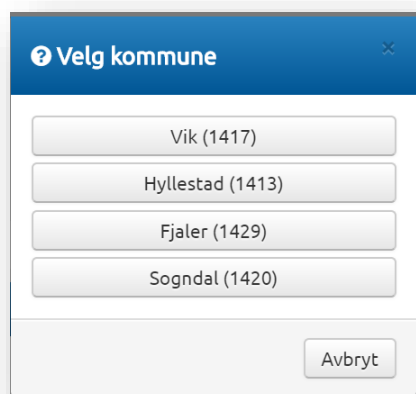 Velg kommune
Vik (1417)
Hyllestad (1413)
Fjaler (1429)
Sogndal (1420)
Avbryt